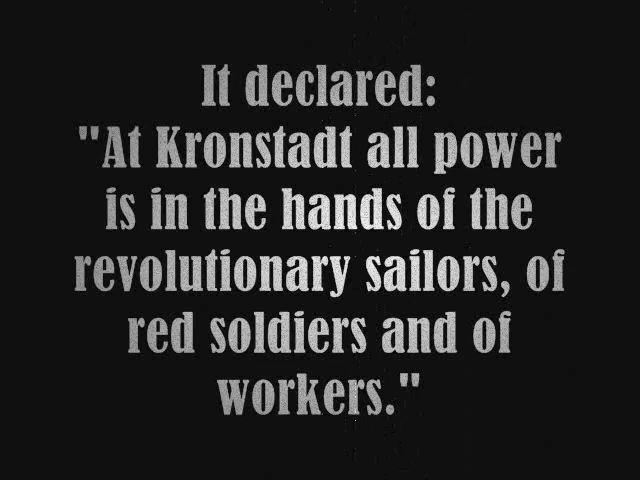 It declared:
"At Kronstadt all power
is in the hands of the
revolutionary sailors, of
red soldiers and of
workers."